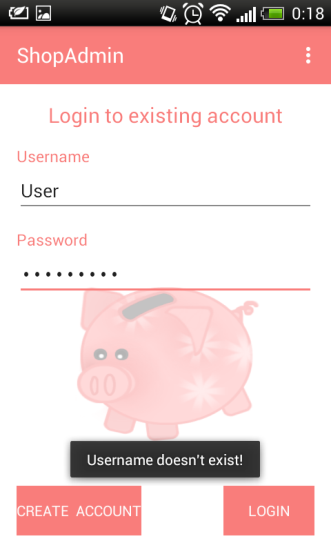 0:18
ShopAdmin
Login to existing account
Username
User
Password
•••••••••
Username doesn't exist!
CREATE ACCOUNT
LOGIN